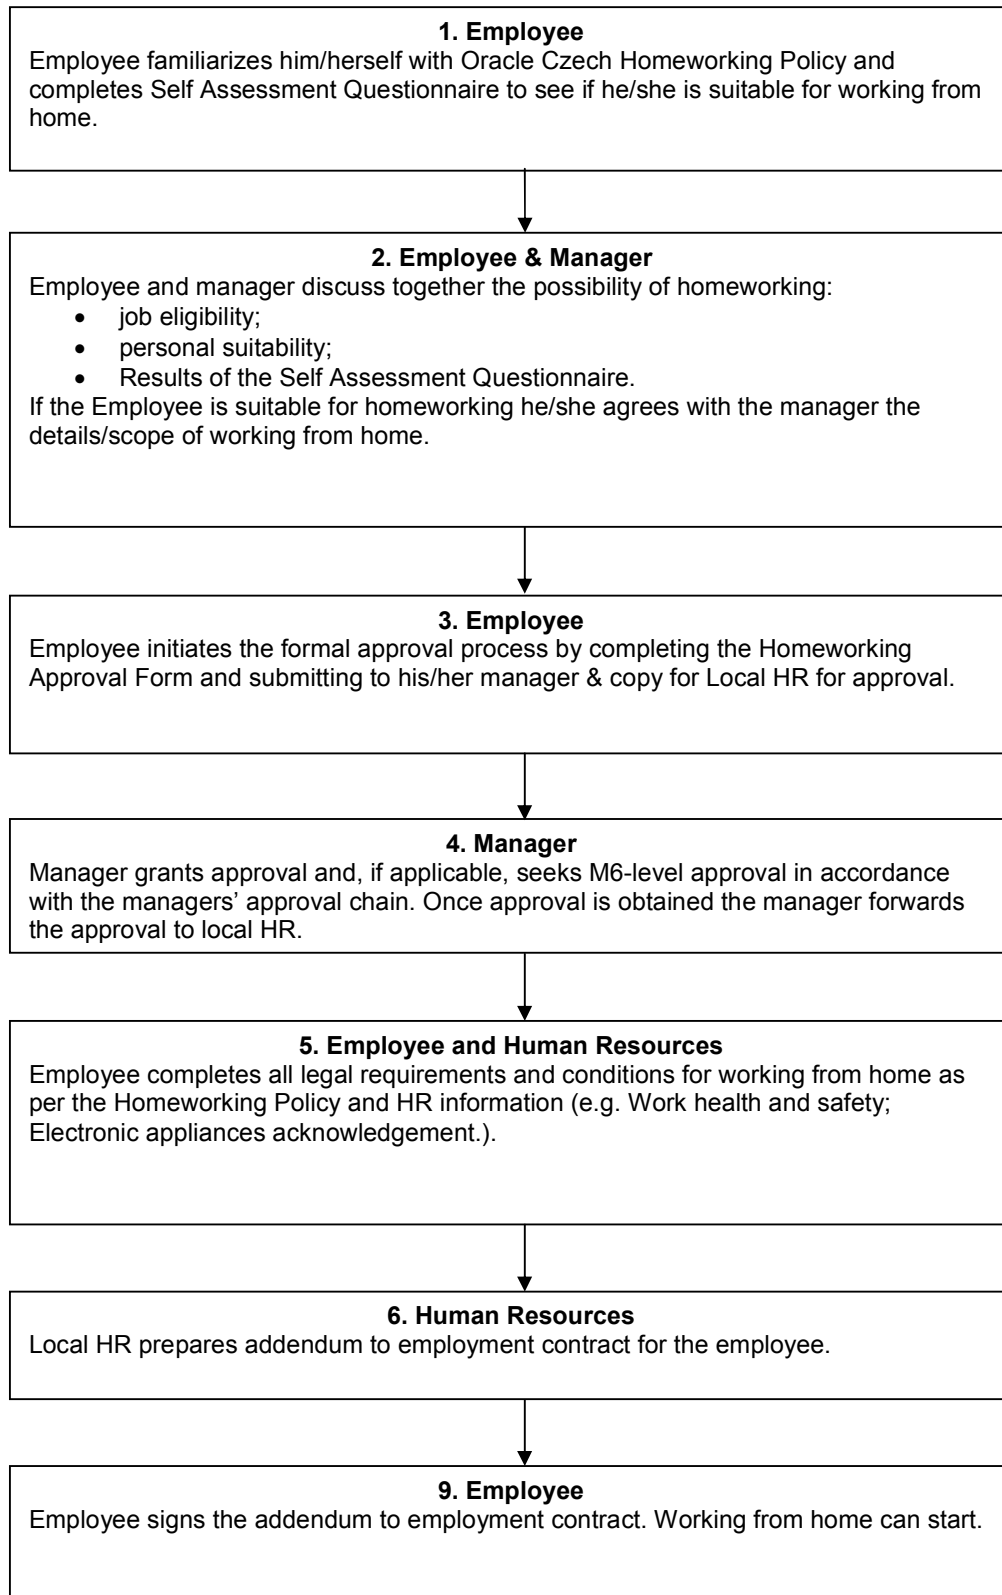 1. Employee
Employee familiarizes him/herself with Oracle Czech Homeworking Policy and
completes Self Assessment Questionnaire to see if he/she is suitable for working from
home.
2. Employee & Manager
Employee and manager discuss together the possibility of homeworking:
• job eligibility;
• personal suitability;
• Results of the Self Assessment Questionnaire.
If the Employee is suitable for homeworking he/she agrees with the manager the
details/scope of working from home.
3. Employee
Employee initiates the formal approval process by completing the Homeworking
Approval Form and submitting to his/her manager & copy for Local HR for approval.
4. Manager
Manager grants approval and, if applicable, seeks M6-level approval in accordance
with the managers’ approval chain. Once approval is obtained the manager forwards
the approval to local HR.
5. Employee and Human Resources
Employee completes all legal requirements and conditions for working from home as
per the Homeworking Policy and HR information (e.g. Work health and safety;
Electronic appliances acknowledgement.).
6. Human Resources
Local HR prepares addendum to employment contract for the employee.
9. Employee
Employee signs the addendum to employment contract. Working from home can start.